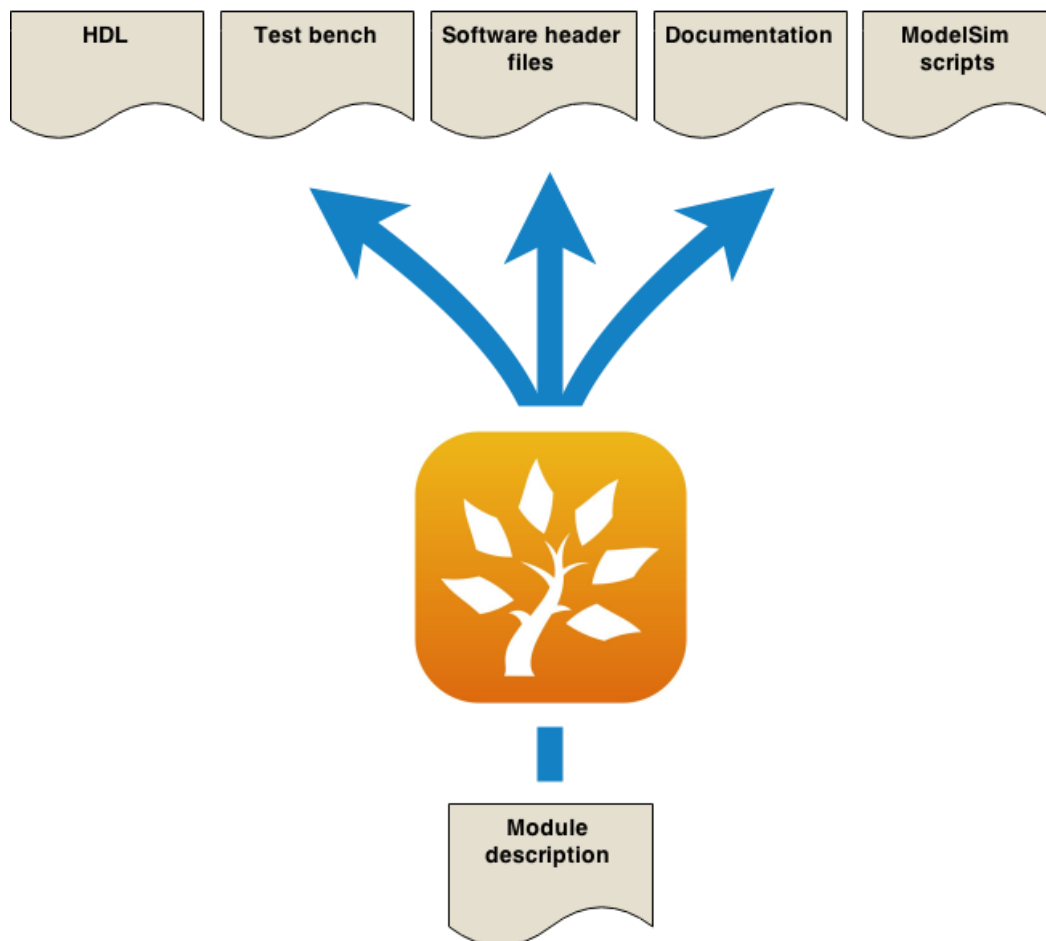 HDL
Test bench
Software header
files
Documentation
ModelSim
scripts
Module
description